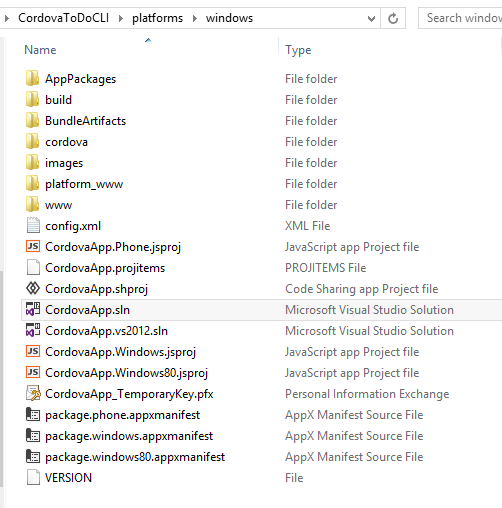 CordovaToDoCLI platforms windows Search window
Name Type
AppPackages File folder
build File folder
BundleArtifacts File folder
cordova File folder
images File folder
platform_www File folder
www File folder
config.xml XML File
CordovaApp.Phone.jsproj JavaScript app Project file
CordovaApp.projitems PROJITEMS File
CordovaApp.shproj Code Sharing app Project file
CordovaApp.sln Microsoft Visual Studio Solution
CordovaApp.vs2012.sln Microsoft Visual Studio Solution
CordovaApp.Windows.jsproj JavaScript app Project file
CordovaApp.Windows80.jsproj JavaScript app Project file
CordovaApp_TemporaryKey.pfx Personal Information Exchange
package.phone.appxmanifest AppX Manifest Source File
package.windows.appxmanifest AppX Manifest Source File
package.windows80.appxmanifest AppX Manifest Source File
VERSION File